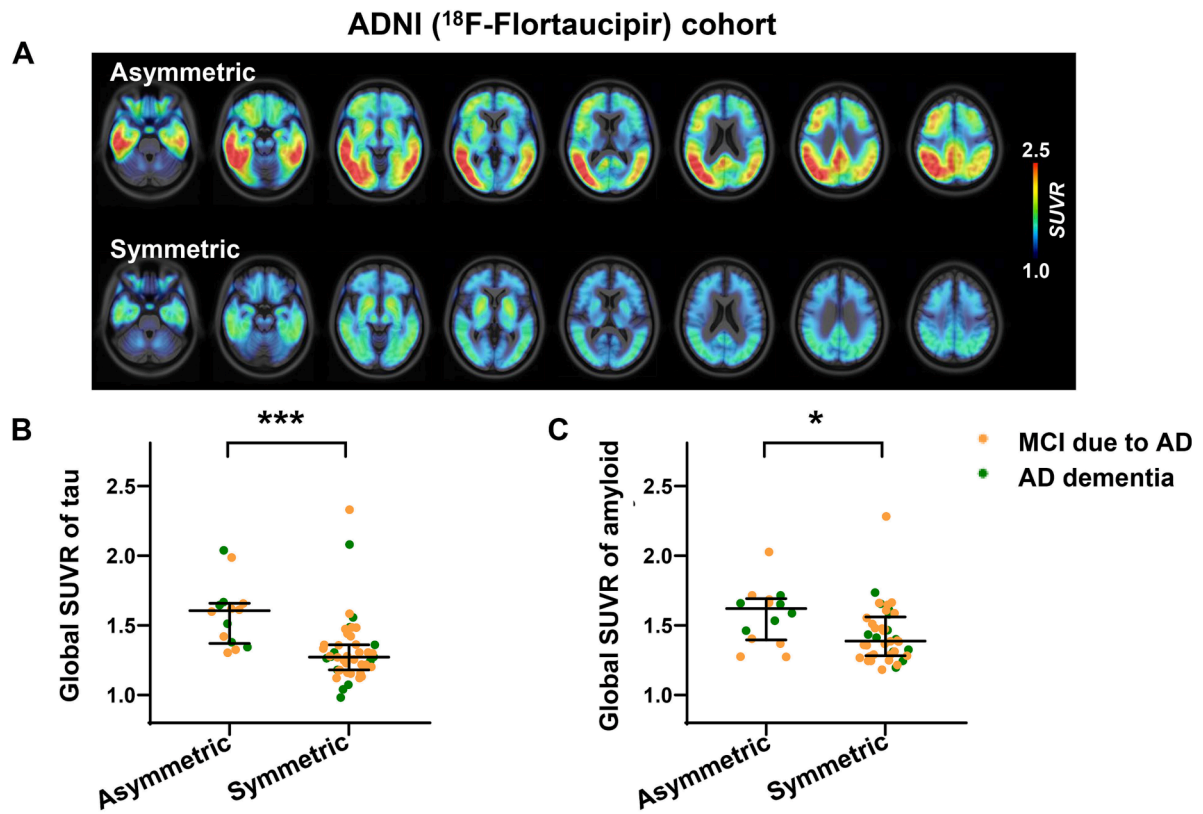 ADNI (¹⁸F-Flortaucipir) cohort
A
Asymmetric
2.5
SUVR
1.0
Symmetric
B
***
Global SUVR of tau
2.5
2.0
1.5
1.0
Asymmetric
Symmetric
C
*
Global SUVR of amyloid
2.5
2.0
1.5
1.0
Asymmetric
Symmetric
MCI due to AD
AD dementia